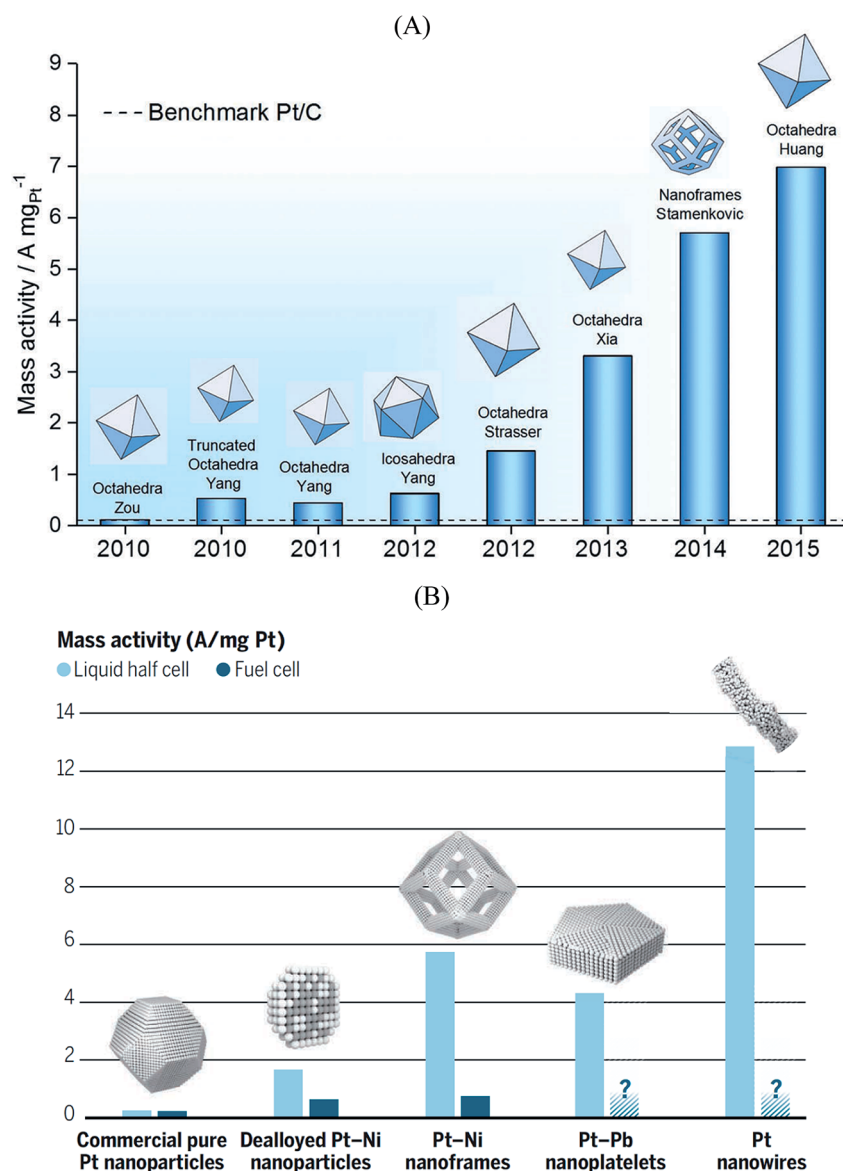 (A)
9
8
7
6
5
4
3
2
1
0
Mass activity / A mgPt-1
--- Benchmark Pt/C
Octahedra
Zou
Truncated
Octahedra
Yang
Octahedra
Yang
Icosahedra
Yang
Octahedra
Strasser
Octahedra
Xia
Nanoframes
Stamenkovic
Octahedra
Huang
2010 2010 2011 2012 2012 2013 2014 2015
(B)
Mass activity (A/mg Pt)
Liquid half cell Fuel cell
14
12
10
8
6
4
2
0
? ?
Commercial pure
Pt nanoparticles
Dealloyed Pt–Ni
nanoparticles
Pt–Ni
nanoframes
Pt–Pb
nanoplatelets
Pt
nanowires